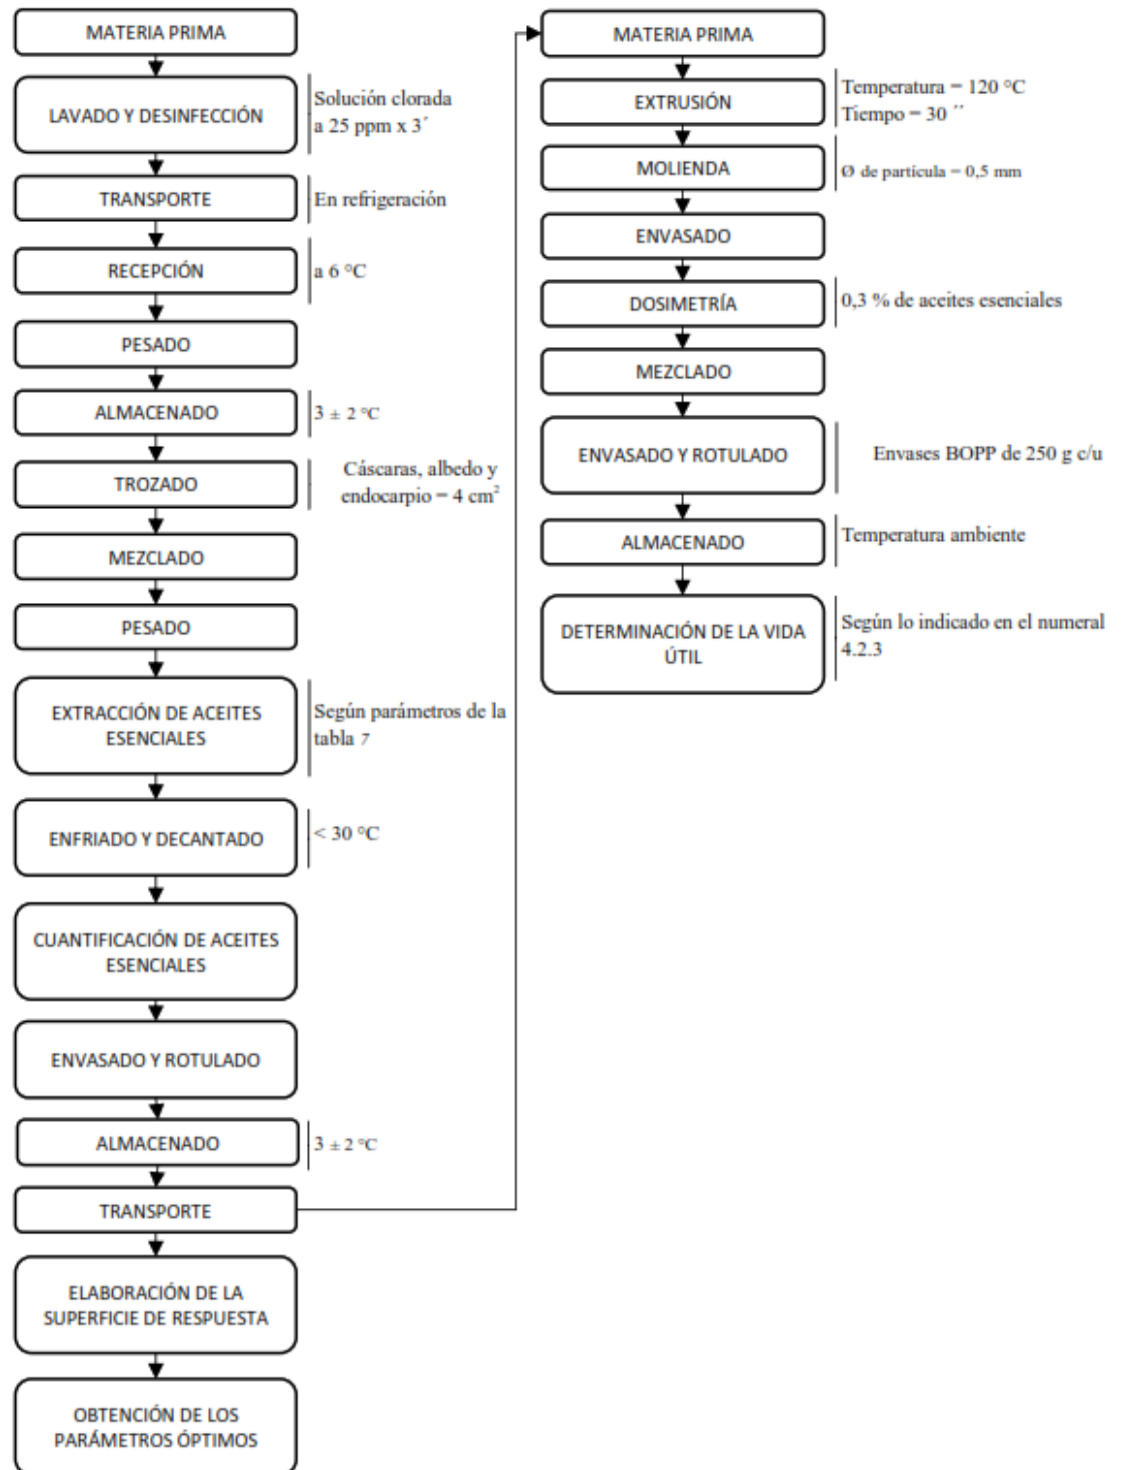 MATERIA PRIMA
LAVADO Y DESINFECCIÓN
Solución clorada
a 25 ppm x 3´
TRANSPORTE
En refrigeración
RECEPCIÓN
a 6 °C
PESADO
ALMACENADO
3 ± 2 °C
TROZADO
Cáscaras, albedo y
endocarpio = 4 cm²
MEZCLADO
PESADO
EXTRACCIÓN DE ACEITES
ESENCIALES
Según parámetros de la
tabla 7
ENFRIADO Y DECANTADO
< 30 °C
CUANTIFICACIÓN DE ACEITES
ESENCIALES
ENVASADO Y ROTULADO
ALMACENADO
3 ± 2 °C
TRANSPORTE
ELABORACIÓN DE LA
SUPERFICIE DE RESPUESTA
OBTENCIÓN DE LOS
PARÁMETROS ÓPTIMOS
MATERIA PRIMA
EXTRUSIÓN
Temperatura = 120 °C
Tiempo = 30 ´´
MOLIENDA
Ø de partícula = 0,5 mm
ENVASADO
DOSIMETRÍA
0,3 % de aceites esenciales
MEZCLADO
ENVASADO Y ROTULADO
Envases BOPP de 250 g c/u
ALMACENADO
Temperatura ambiente
DETERMINACIÓN DE LA VIDA
ÚTIL
Según lo indicado en el numeral
4.2.3